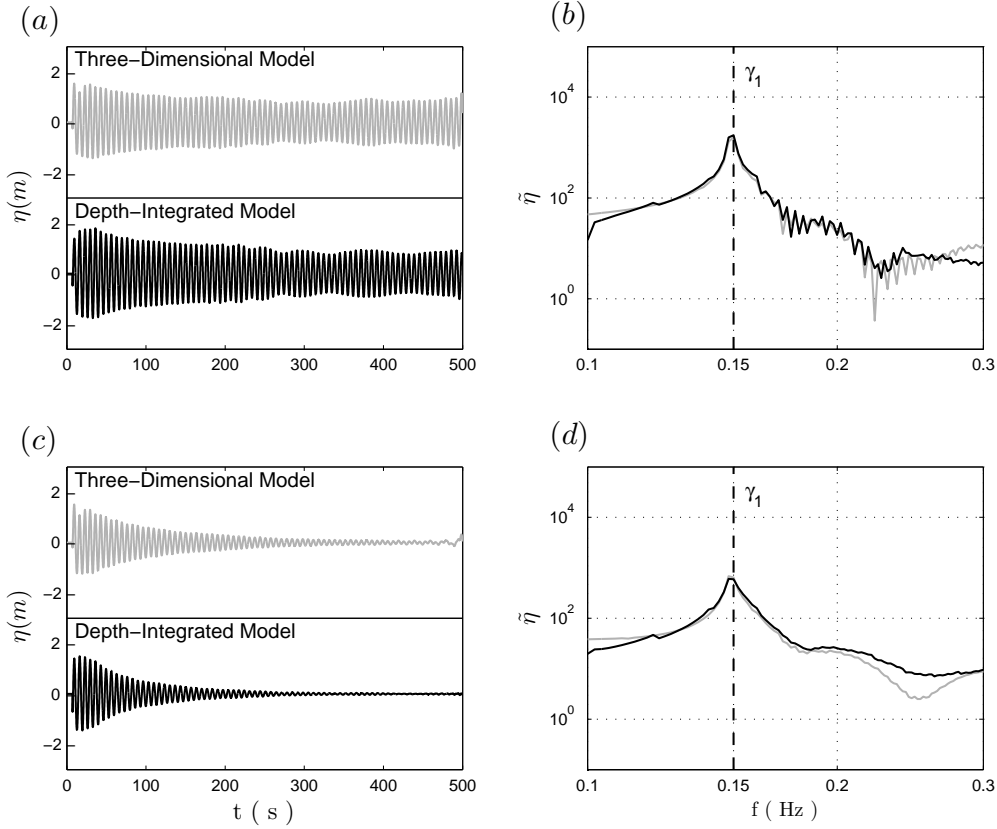 (a)
Three−Dimensional Model
2
0
−2
Depth−Integrated Model
2
0
−2
η(m)
0 100 200 300 400 500
(b)
γ1
10^4
10^2
10^0
η̃
0.1 0.15 0.2 0.3
(c)
Three−Dimensional Model
2
0
−2
Depth−Integrated Model
2
0
−2
η(m)
0 100 200 300 400 500
t ( s )
(d)
γ1
10^4
10^2
10^0
η̃
0.1 0.15 0.2 0.3
f ( Hz )